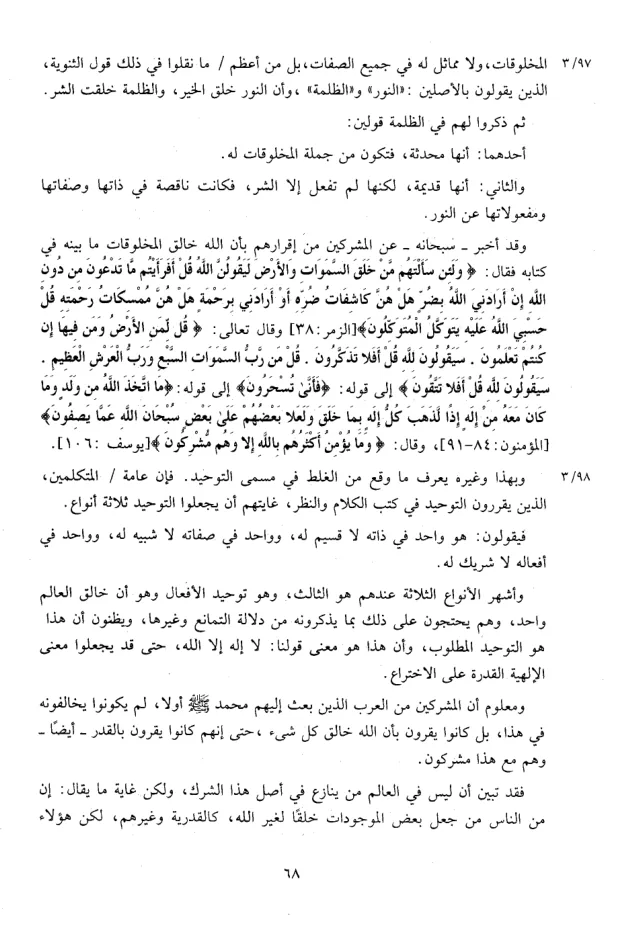 ٣/٩٧ المخلوقات، ولا مماثل له في جميع الصفات، بل من أعظم / ما نقلوا في ذلك قول الثنوية،
الذين يقولون بالأصلين : «النور» و«الظلمة» ، وأن النور خلق الخير، والظلمة خلقت الشر.
ثم ذكروا لهم في الظلمة قولين:
أحدهما: أنها محدثة، فتكون من جملة المخلوقات له.
والثاني: أنها قديمة، لكنها لم تفعل إلا الشر، فكانت ناقصة في ذاتها وصفاتها
ومفعولاتها عن النور.
وقد أخبر ـ سبحانه ـ عن المشركين من إقرارهم بأن الله خالق المخلوقات ما بينه في
كتابه فقال: ﴿ وَلَئِن سَأَلْتَهُم مَّنْ خَلَقَ السَّمَوَاتِ وَالأَرْضَ لَيَقُولُنَّ اللَّهُ قُلْ أَفَرَأَيْتُم مَّا تَدْعُونَ مِن دُونِ
اللَّهِ إِنْ أَرَادَنِيَ اللَّهُ بِضُرٍّ هَلْ هُنَّ كَاشِفَاتُ ضُرِّهِ أَوْ أَرَادَنِي بِرَحْمَةٍ هَلْ هُنَّ مُمْسِكَاتُ رَحْمَتِهِ قُلْ
حَسْبِيَ اللَّهُ عَلَيْهِ يَتَوَكَّلُ الْمُتَوَكِّلُونَ﴾[الزمر:٣٨] وقال تعالى: ﴿ قُل لِّمَنِ الأَرْضُ وَمَن فِيهَا إِن
كُنتُمْ تَعْلَمُونَ . سَيَقُولُونَ لِلَّهِ قُلْ أَفَلا تَذَكَّرُونَ . قُلْ مَن رَّبُّ السَّمَوَاتِ السَّبْعِ وَرَبُّ الْعَرْشِ الْعَظِيمِ .
سَيَقُولُونَ لِلَّهِ قُلْ أَفَلا تَتَّقُونَ ﴾ إلى قوله: ﴿فَأَنَّىٰ تُسْحَرُونَ﴾ إلى قوله: ﴿مَا اتَّخَذَ اللَّهُ مِن وَلَدٍ وَمَا
كَانَ مَعَهُ مِنْ إِلَهٍ إِذًا لَّذَهَبَ كُلُّ إِلَهٍ بِمَا خَلَقَ وَلَعَلا بَعْضُهُمْ عَلَىٰ بَعْضٍ سُبْحَانَ اللَّهِ عَمَّا يَصِفُونَ﴾
[المؤمنون:٨٤-٩١]، وقال: ﴿ وَمَا يُؤْمِنُ أَكْثَرُهُم بِاللَّهِ إِلا وَهُم مُّشْرِكُونَ ﴾[يوسف :١٠٦].
٣/٩٨ وبهذا وغيره يعرف ما وقع من الغلط في مسمى التوحيد. فإن عامة / المتكلمين،
الذين يقررون التوحيد في كتب الكلام والنظر، غايتهم أن يجعلوا التوحيد ثلاثة أنواع.
فيقولون: هو واحد في ذاته لا قسيم له، وواحد في صفاته لا شبيه له، وواحد في
أفعاله لا شريك له.
وأشهر الأنواع الثلاثة عندهم هو الثالث، وهو توحيد الأفعال وهو أن خالق العالم
واحد، وهم يحتجون على ذلك بما يذكرونه من دلالة التمانع وغيرها، ويظنون أن هذا
هو التوحيد المطلوب، وأن هذا هو معنى قولنا: لا إله إلا الله، حتى قد يجعلوا معنى
الإلهية القدرة على الاختراع.
ومعلوم أن المشركين من العرب الذين بعث إليهم محمد ﷺ أولا، لم يكونوا يخالفونه
في هذا، بل كانوا يقرون بأن الله خالق كل شىء ،حتى إنهم كانوا يقرون بالقدر ـ أيضًا ـ
وهم مع هذا مشركون.
فقد تبين أن ليس في العالم من ينازع في أصل هذا الشرك، ولكن غاية ما يقال: إن
من الناس من جعل بعض الموجودات خلقًا لغير الله، كالقدرية وغيرهم، لكن هؤلاء
٦٨